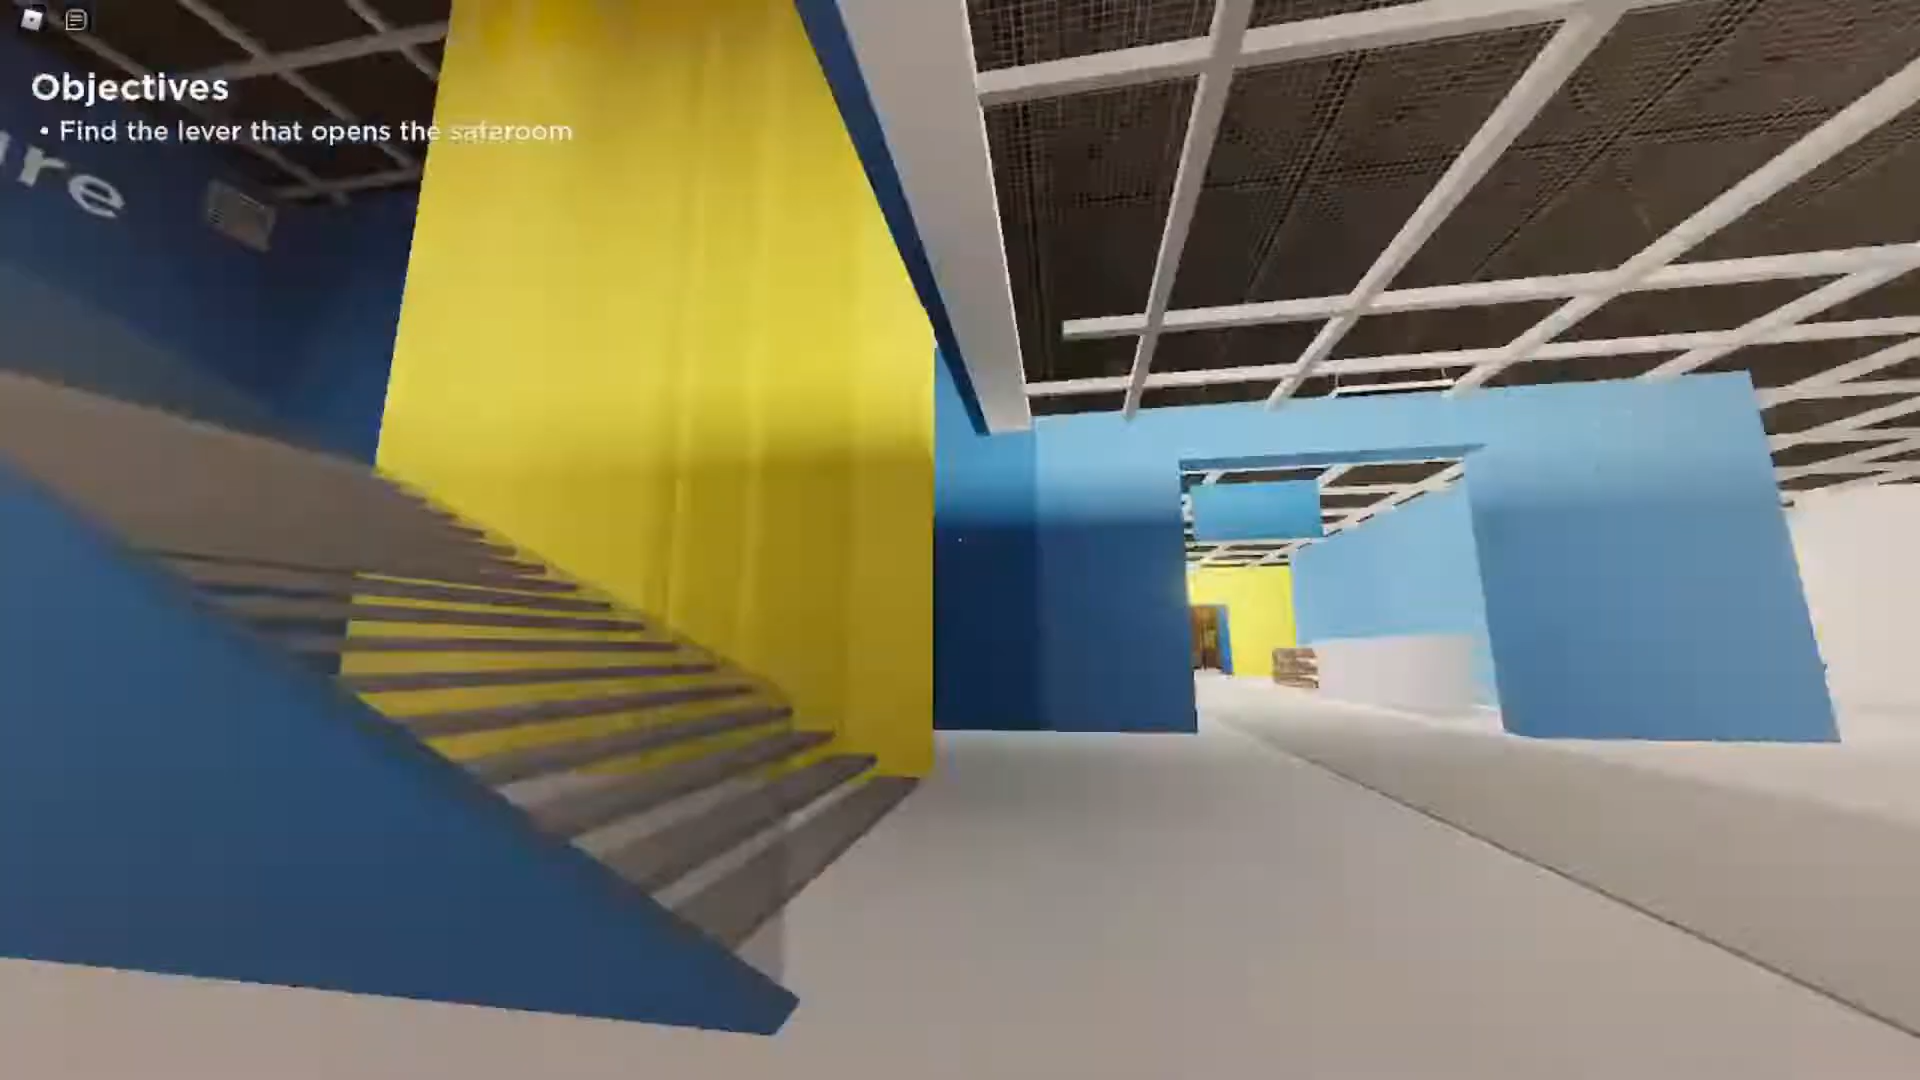 Objectives
• Find the lever that opens the saferoom